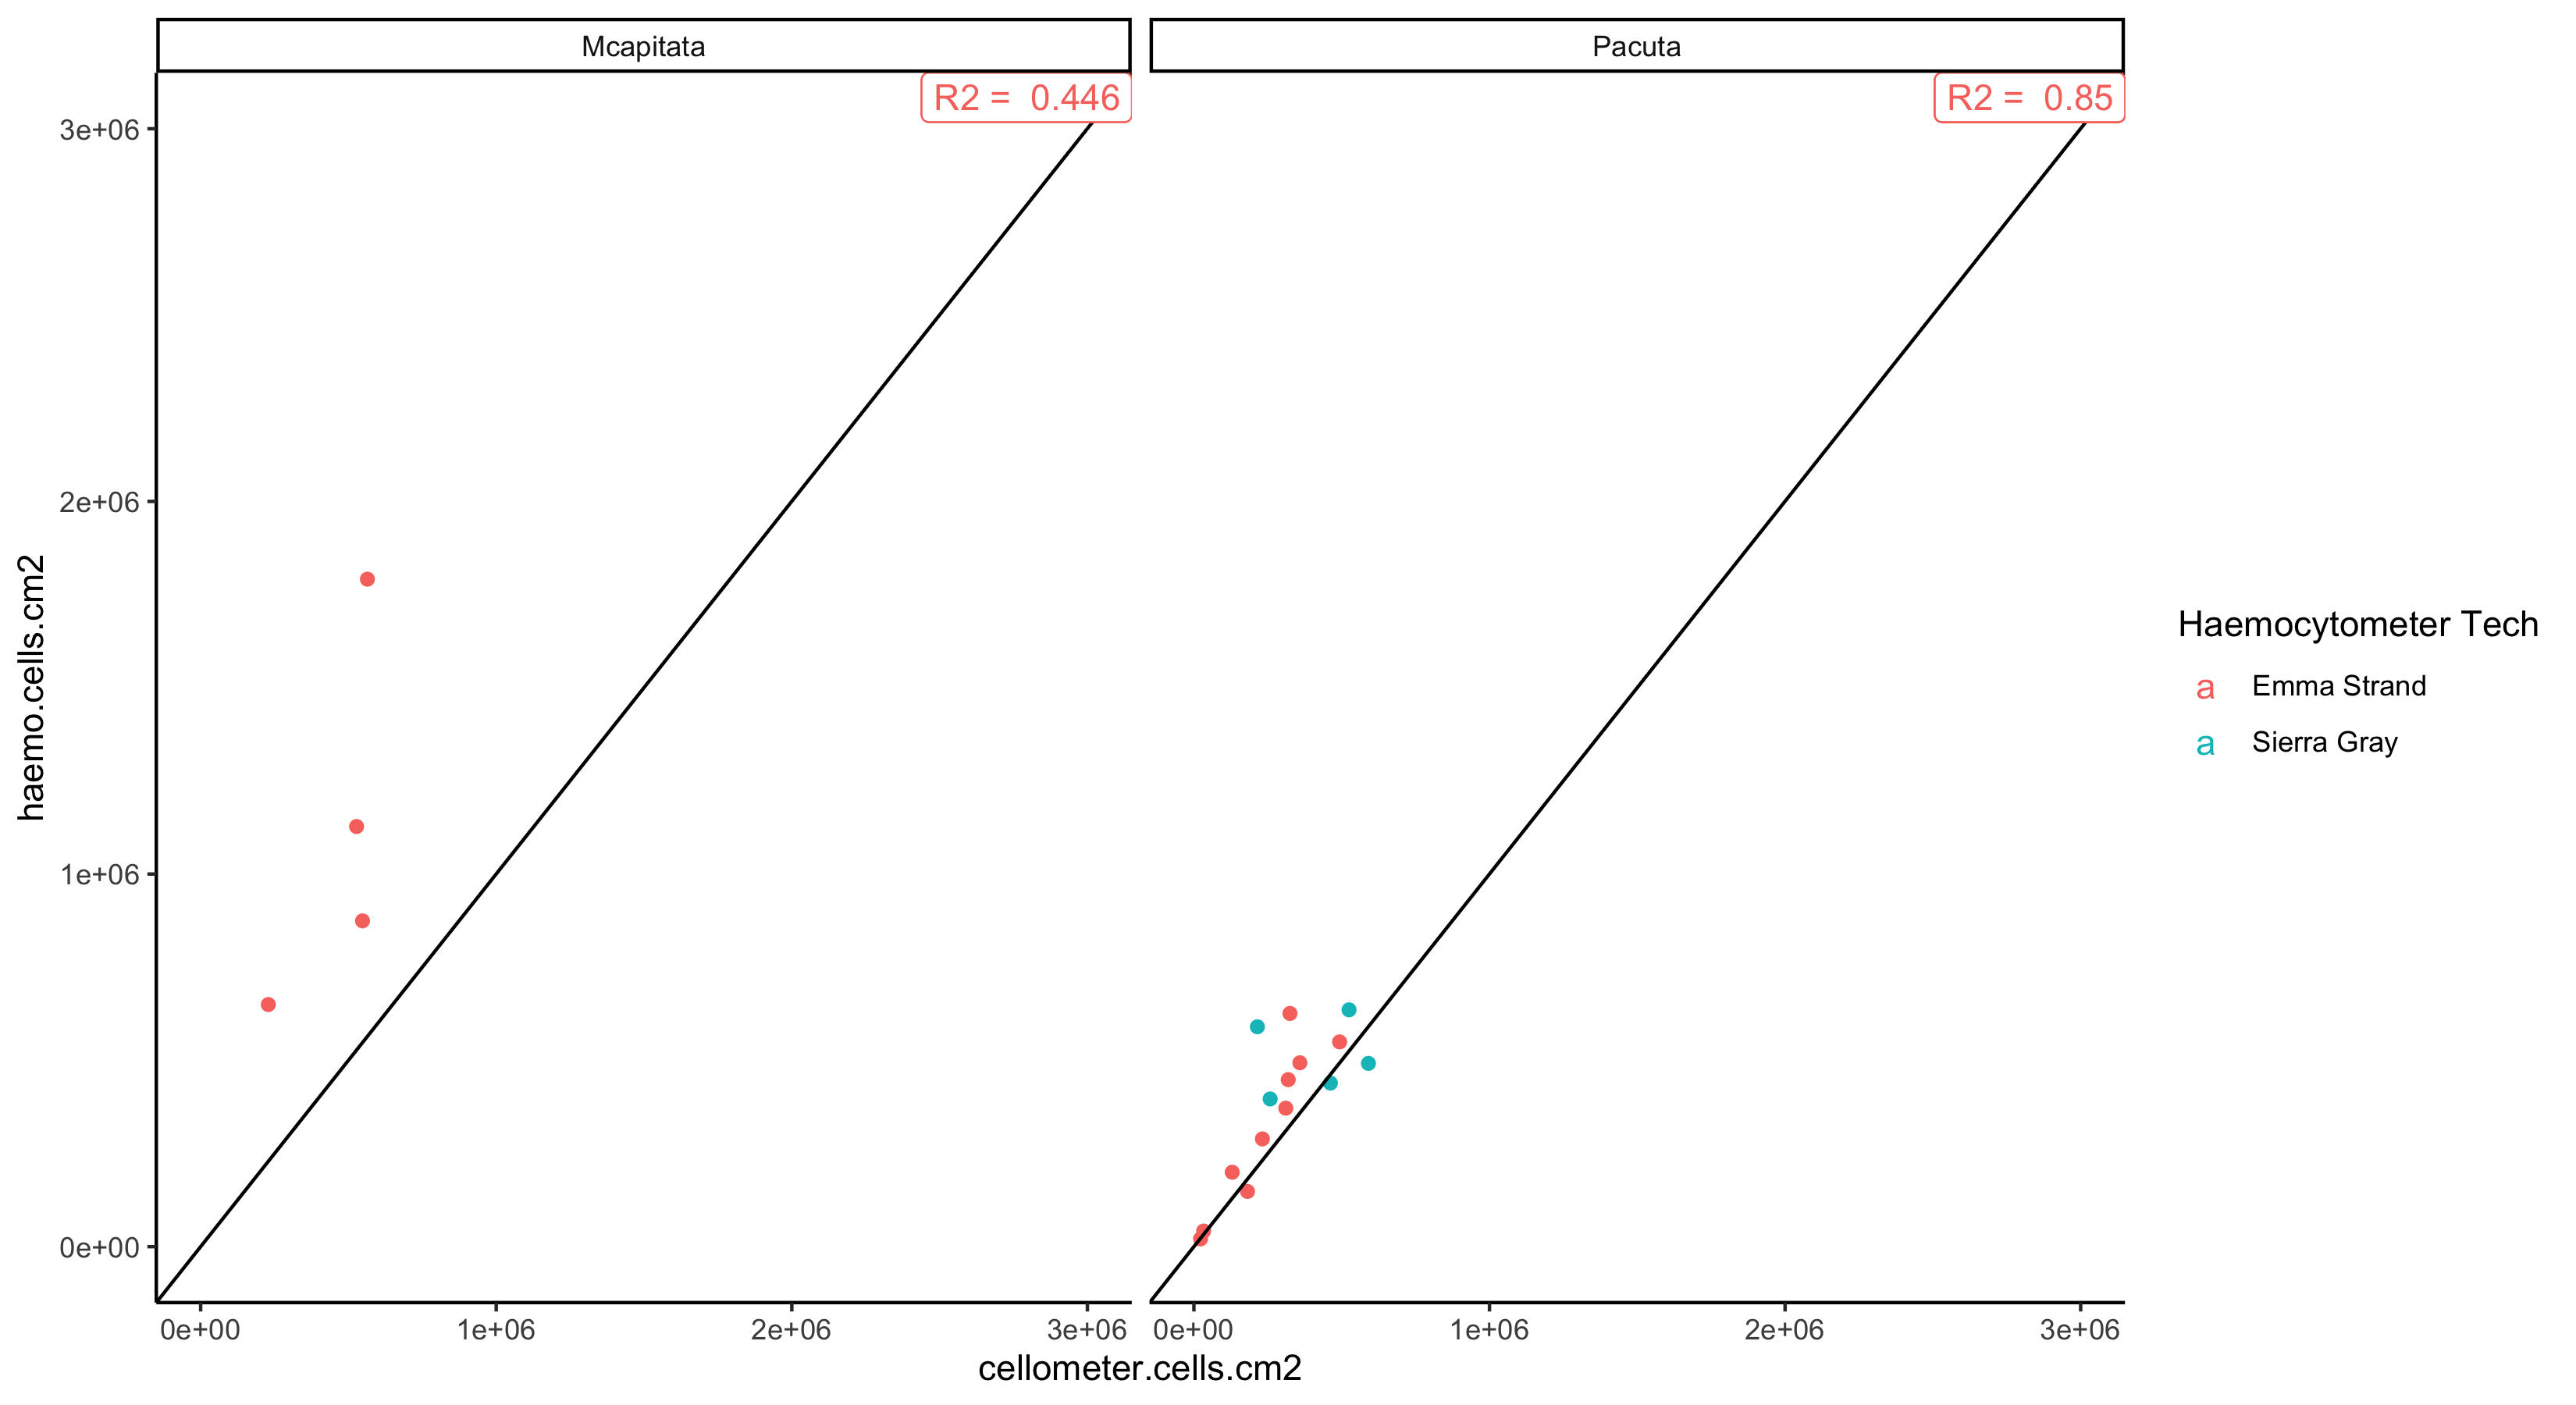 Mcapitata
Pacuta
R2 =  0.446
R2 =  0.85
3e+06
2e+06
1e+06
0e+00
haemo.cells.cm2
0e+00
1e+06
2e+06
3e+06
0e+00
1e+06
2e+06
3e+06
cellometer.cells.cm2
Haemocytometer Tech
a Emma Strand
a Sierra Gray